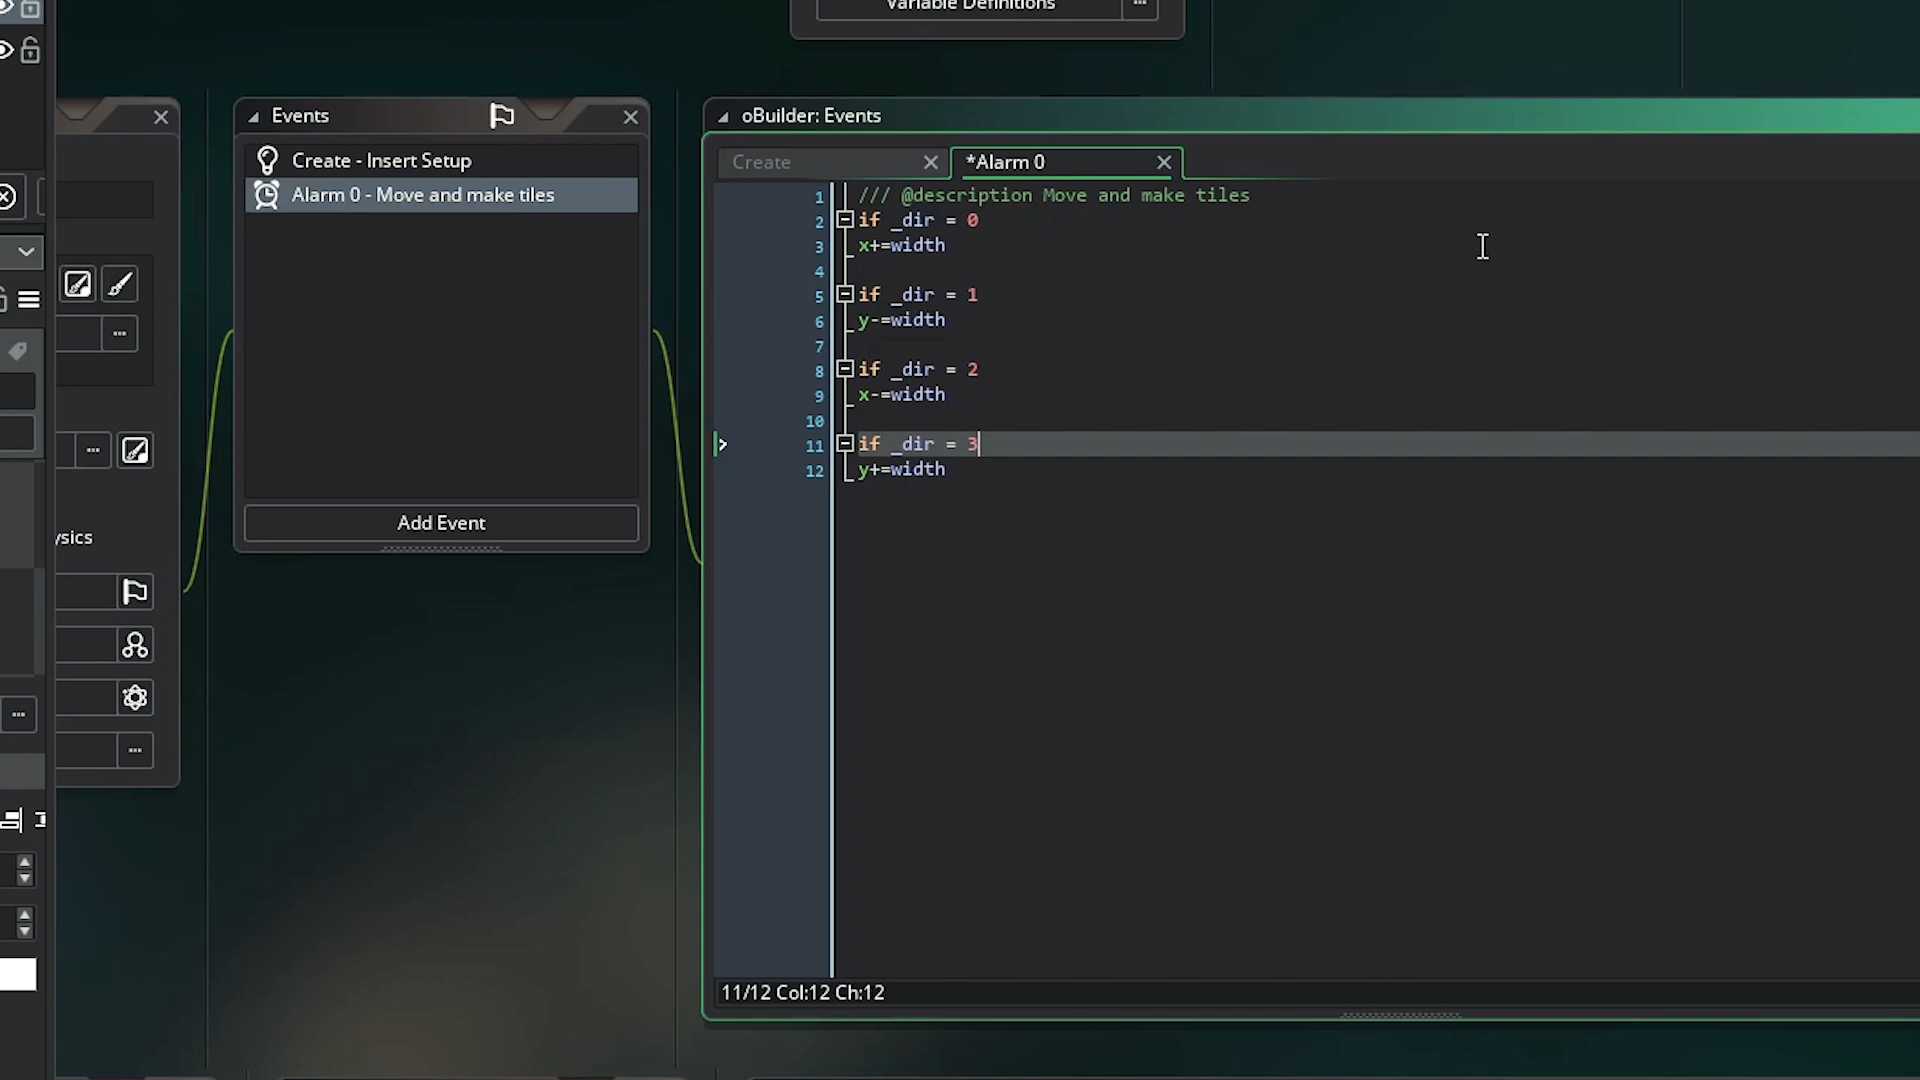 Variable Definitions
Events
Create - Insert Setup
Alarm 0 - Move and make tiles
Add Event
ysics
oBuilder: Events
Create
*Alarm 0
1 /// @description Move and make tiles
2 if _dir = 0
3 x+=width
4
5 if _dir = 1
6 y-=width
7
8 if _dir = 2
9 x-=width
10
11 if _dir = 3
12 y+=width
11/12 Col:12 Ch:12